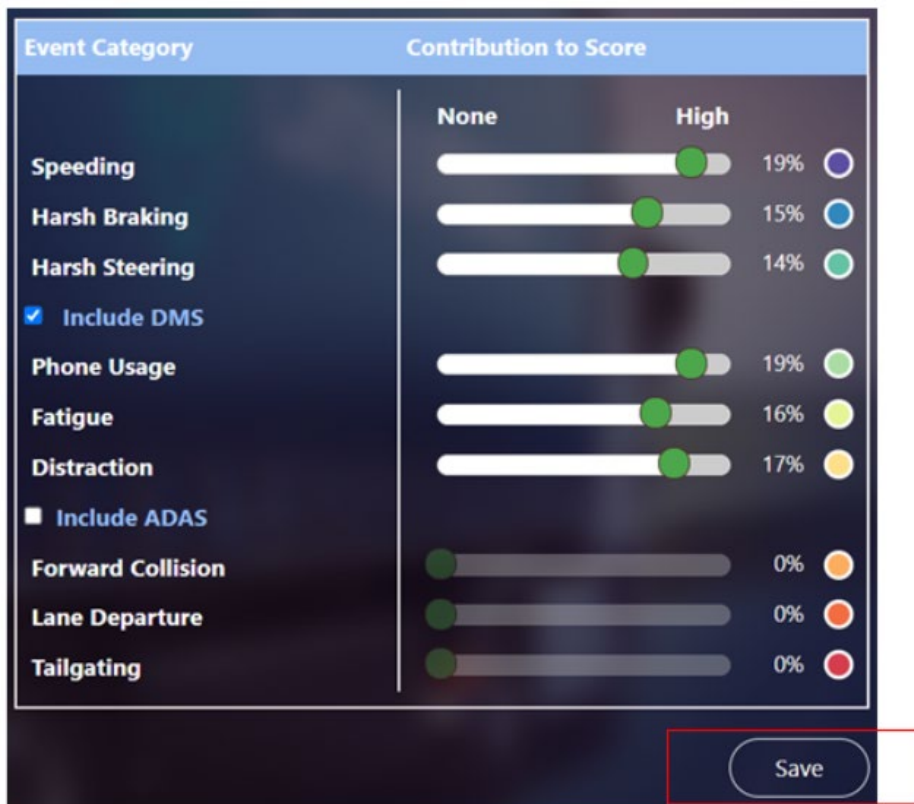 Event Category Contribution to Score
None High
Speeding 19%
Harsh Braking 15%
Harsh Steering 14%
Include DMS
Phone Usage 19%
Fatigue 16%
Distraction 17%
Include ADAS
Forward Collision 0%
Lane Departure 0%
Tailgating 0%
Save